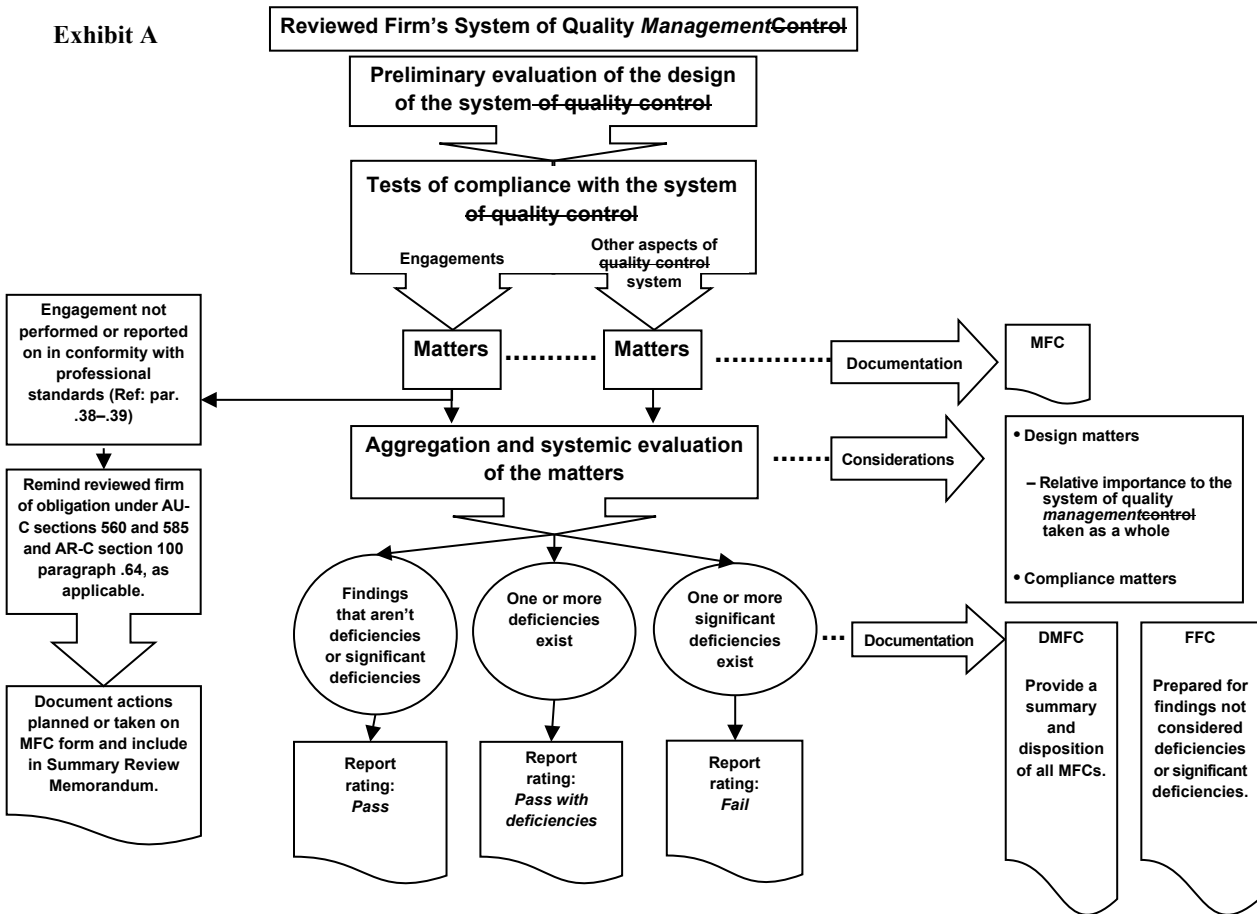 Exhibit A
Reviewed Firm's System of Quality ManagementControl
Preliminary evaluation of the design
of the system of quality control
Tests of compliance with the system
of quality control
Engagements
Other aspects of
quality control
system
Engagement not
performed or reported
on in conformity with
professional
standards (Ref: par.
.38–.39)
Matters
Matters
Documentation
MFC
Remind reviewed firm
of obligation under AU-
C sections 560 and 585
and AR-C section 100
paragraph .64, as
applicable.
Aggregation and systemic evaluation
of the matters
Considerations
• Design matters
– Relative importance to the
system of quality
managementcontrol
taken as a whole
• Compliance matters
Document actions
planned or taken on
MFC form and include
in Summary Review
Memorandum.
Findings
that aren't
deficiencies
or significant
deficiencies
One or more
deficiencies
exist
One or more
significant
deficiencies
exist
Documentation
DMFC
Provide a
summary
and
disposition
of all MFCs.
FFC
Prepared for
findings not
considered
deficiencies
or significant
deficiencies.
Report
rating:
Pass
Report
rating:
Pass with
deficiencies
Report
rating:
Fail